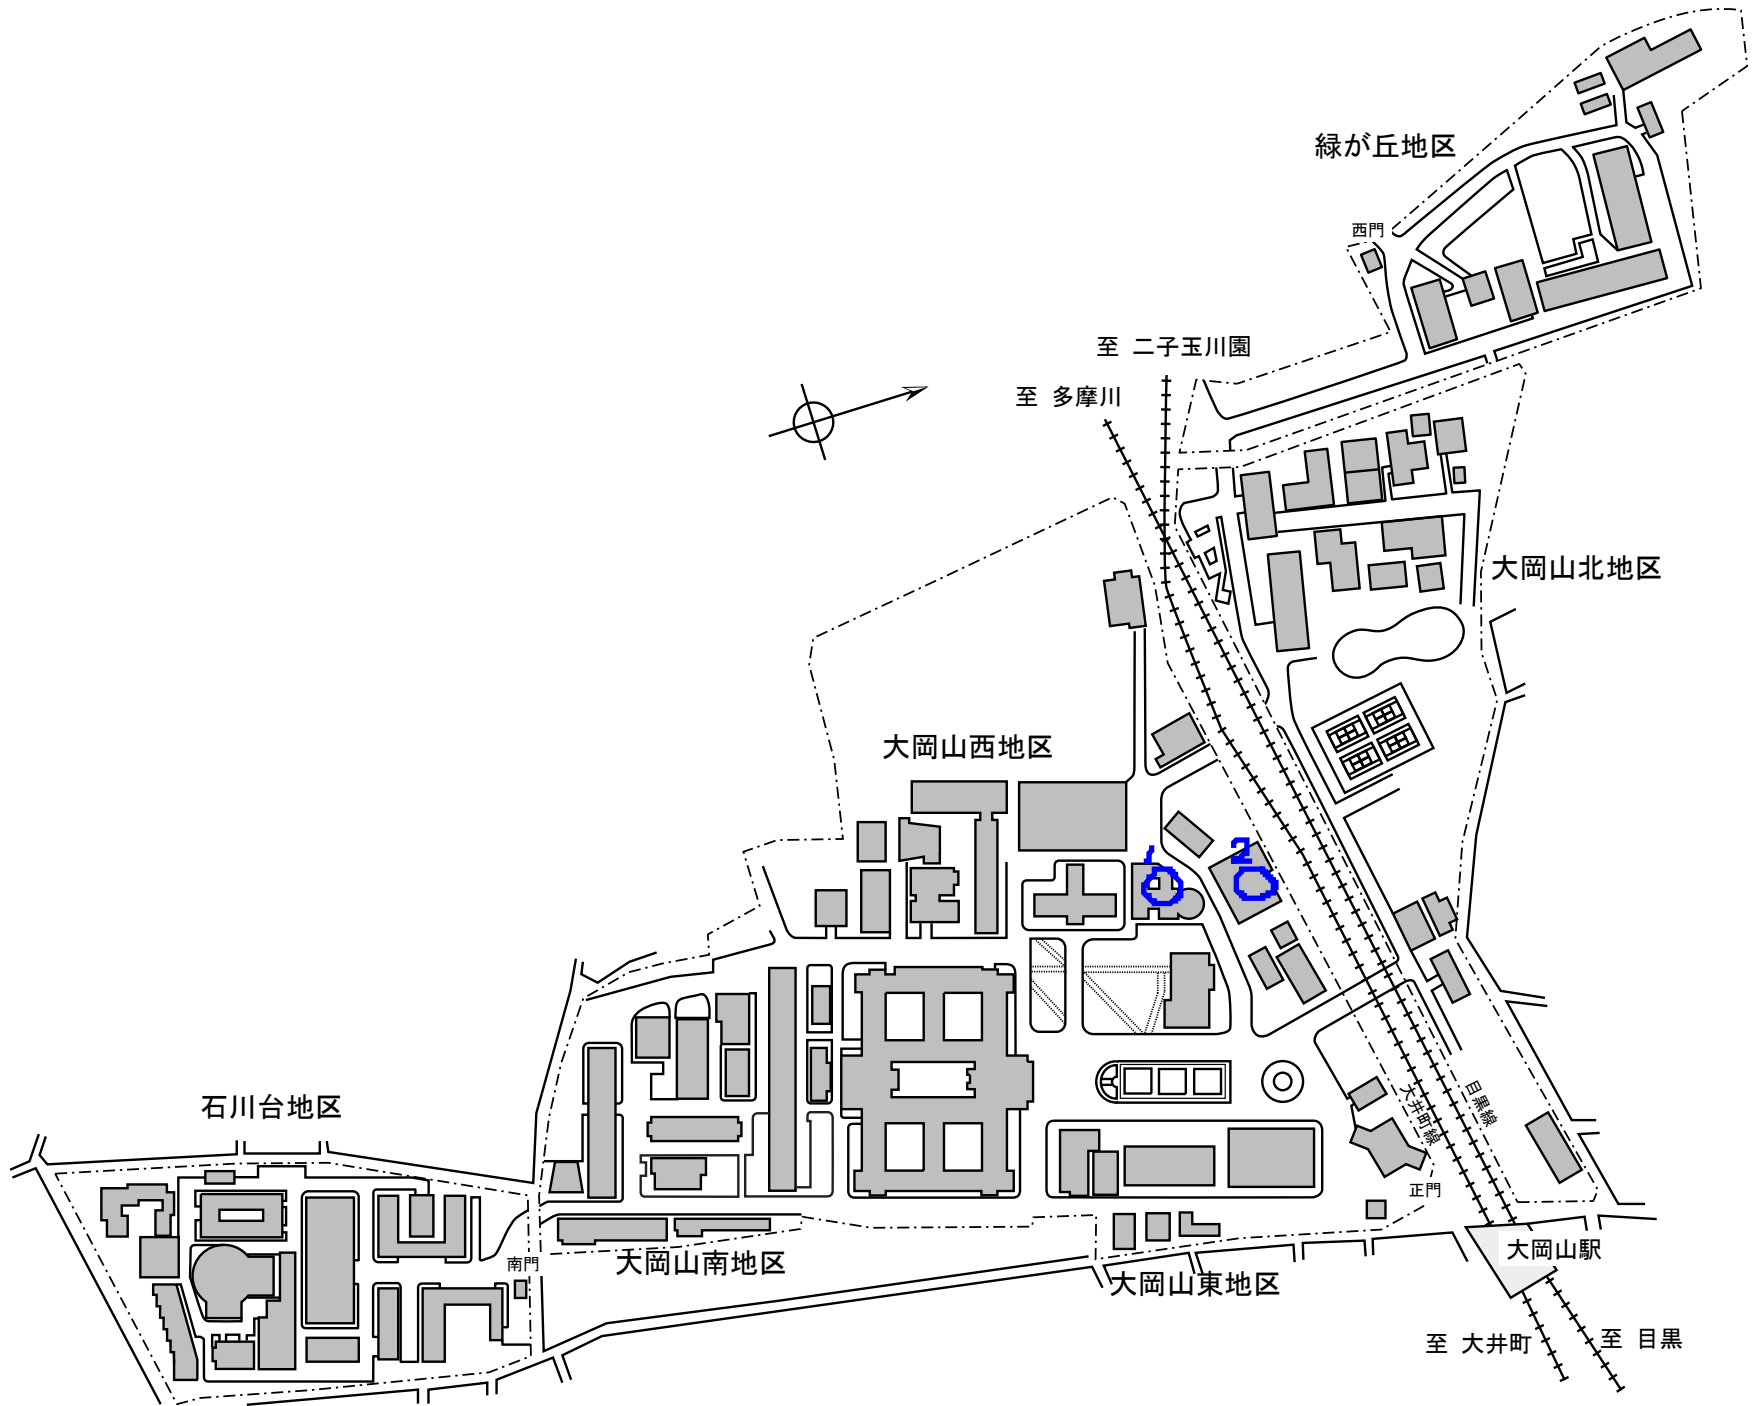 緑が丘地区
西門
至 二子玉川園
至 多摩川
大岡山北地区
大岡山西地区
1
2
石川台地区
目黒線
大井町線
正門
大岡山駅
南門
大岡山南地区
大岡山東地区
至 大井町
至 目黒